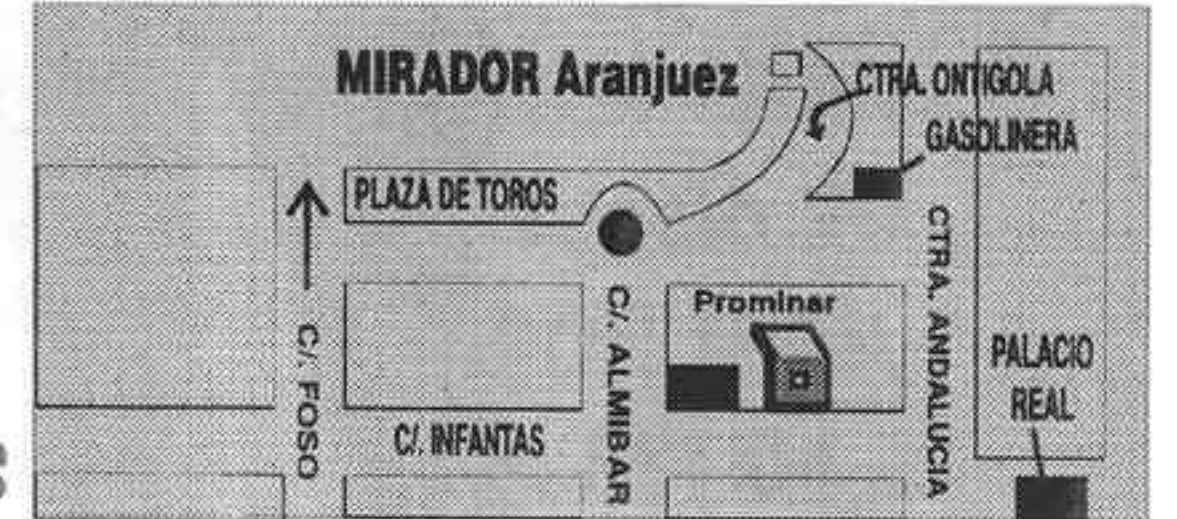 MIRADOR Aranjuez
CTRA. ONTIGOLA
GASOLINERA
PLAZA DE TOROS
C/. FOSO
C/. ALMIBAR
Prominar
CTRA. ANDALUCIA
PALACIO
REAL
C/. INFANTAS